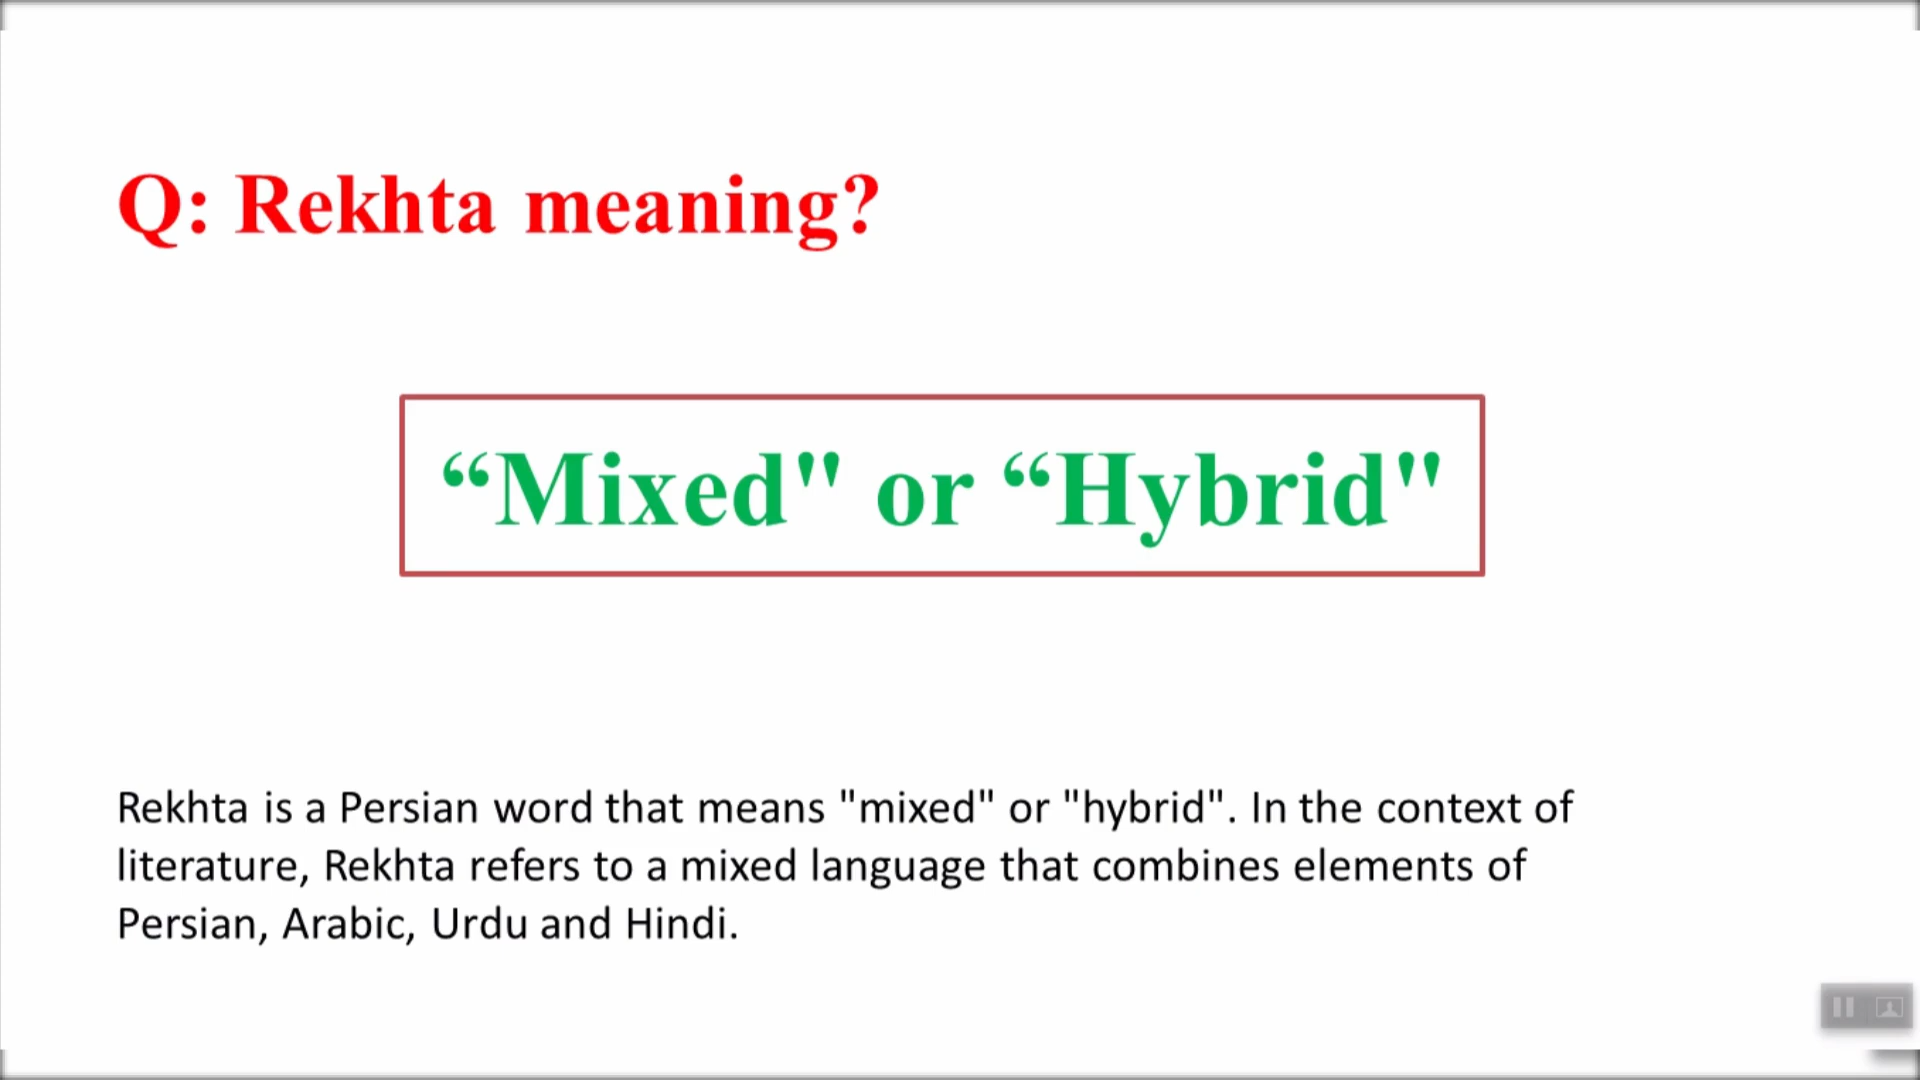 Q: Rekhta meaning?
“Mixed" or “Hybrid"
Rekhta is a Persian word that means "mixed" or "hybrid". In the context of
literature, Rekhta refers to a mixed language that combines elements of
Persian, Arabic, Urdu and Hindi.